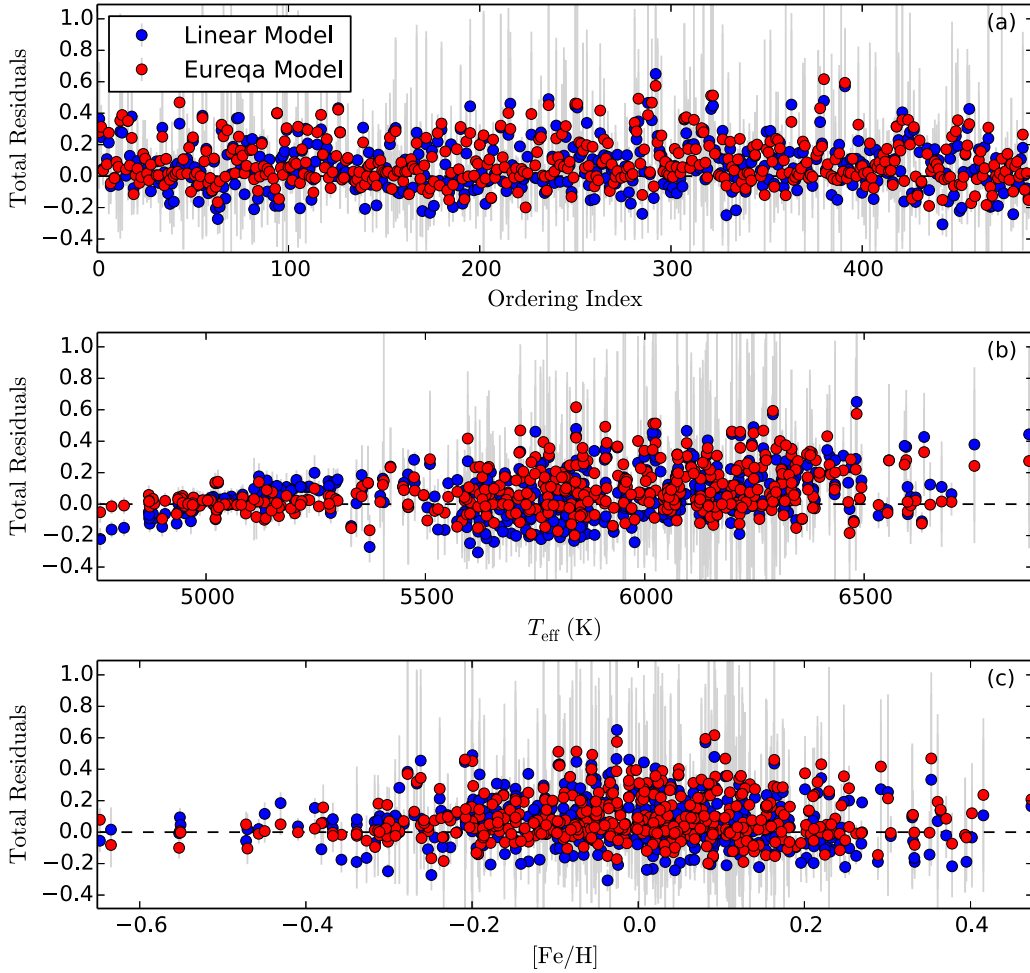 (a)
Linear Model
Eureqa Model
Total Residuals
1.0
0.8
0.6
0.4
0.2
0.0
−0.2
−0.4
0 100 200 300 400
Ordering Index
(b)
Total Residuals
1.0
0.8
0.6
0.4
0.2
0.0
−0.2
−0.4
5000 5500 6000 6500
T_eff (K)
(c)
Total Residuals
1.0
0.8
0.6
0.4
0.2
0.0
−0.2
−0.4
−0.6 −0.4 −0.2 0.0 0.2 0.4
[Fe/H]